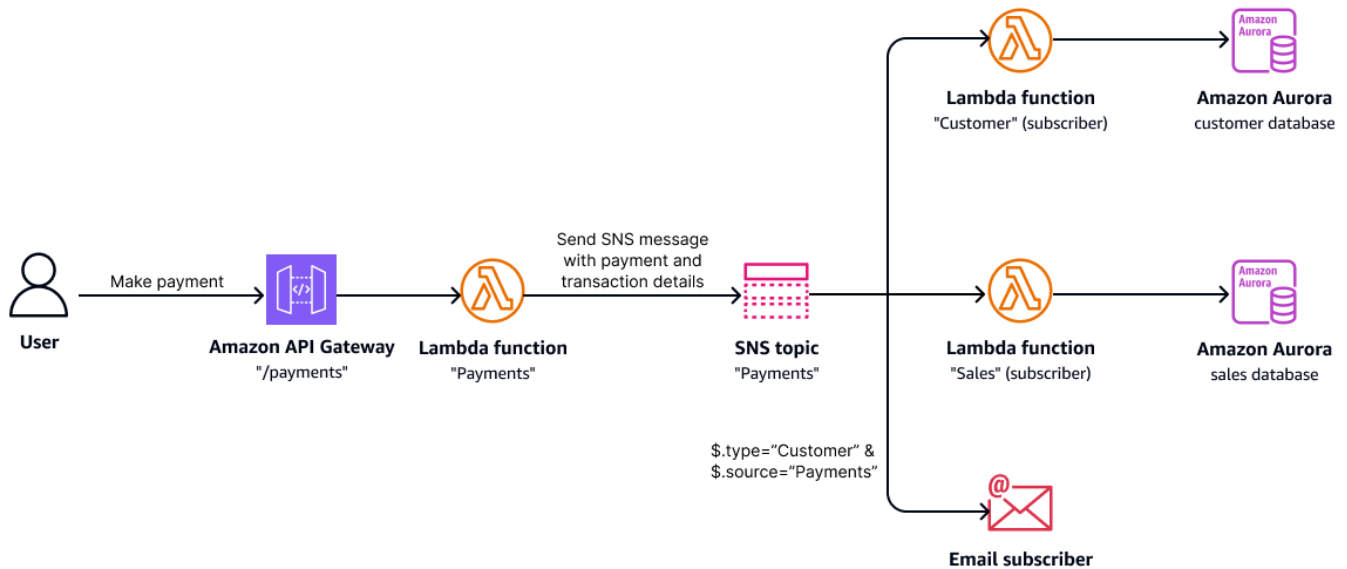 Amazon
Aurora
Lambda function
"Customer" (subscriber)
Amazon Aurora
customer database
Make payment
</>
Send SNS message
with payment and
transaction details
Amazon
Aurora
User
Amazon API Gateway
"/payments"
Lambda function
"Payments"
SNS topic
"Payments"
Lambda function
"Sales" (subscriber)
Amazon Aurora
sales database
$.type=”Customer” &
$.source=”Payments”
@
Email subscriber